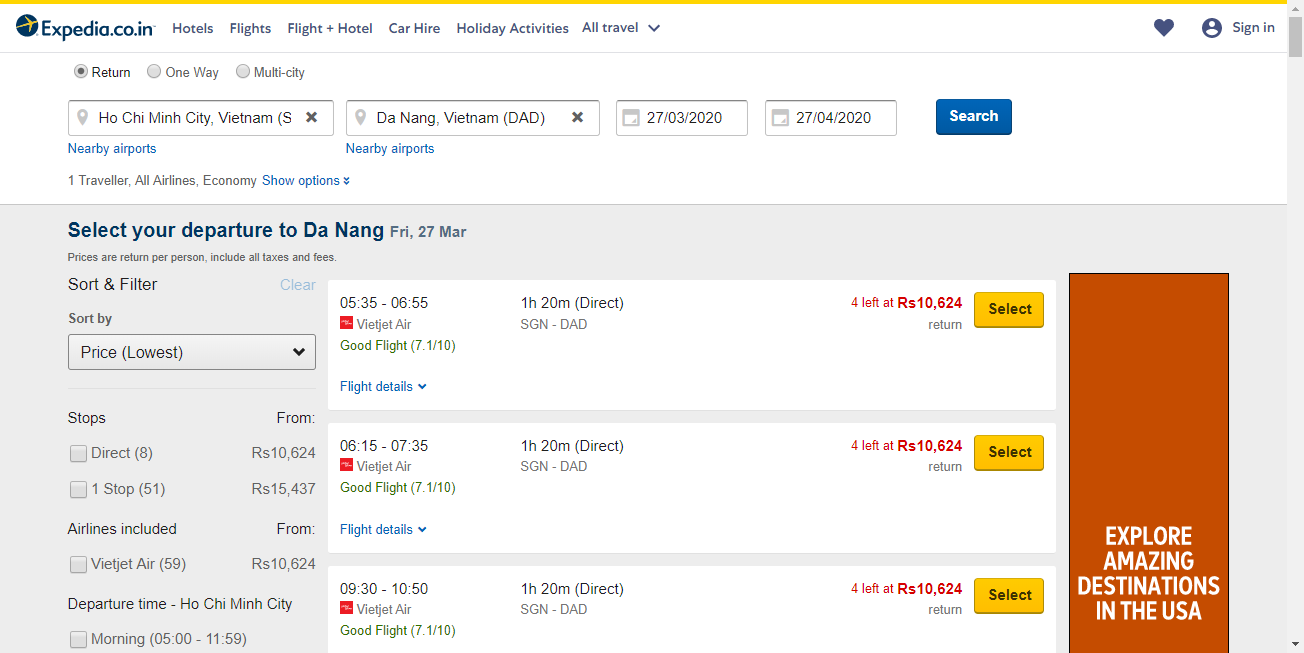 Expedia.co.in Hotels Flights Flight + Hotel Car Hire Holiday Activities All travel Sign in
Return One Way Multi-city
Ho Chi Minh City, Vietnam (S Da Nang, Vietnam (DAD) 27/03/2020 27/04/2020 Search
Nearby airports Nearby airports
1 Traveller, All Airlines, Economy Show options
Select your departure to Da Nang Fri, 27 Mar
Prices are return per person, include all taxes and fees.
Sort & Filter Clear
Sort by
Price (Lowest)
Stops From:
Direct (8) Rs10,624
1 Stop (51) Rs15,437
Airlines included From:
Vietjet Air (59) Rs10,624
Departure time - Ho Chi Minh City
Morning (05:00 - 11:59)
05:35 - 06:55 1h 20m (Direct) 4 left at Rs10,624 Select
Vietjet Air SGN - DAD return
Good Flight (7.1/10)
Flight details
06:15 - 07:35 1h 20m (Direct) 4 left at Rs10,624 Select
Vietjet Air SGN - DAD return
Good Flight (7.1/10)
Flight details
09:30 - 10:50 1h 20m (Direct) 4 left at Rs10,624 Select
Vietjet Air SGN - DAD return
Good Flight (7.1/10)
EXPLORE
AMAZING
DESTINATIONS
IN THE USA